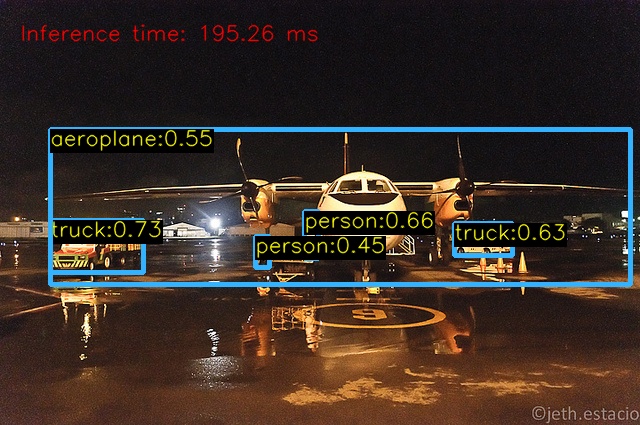 Inference time: 195.26 ms
aeroplane:0.55
person:0.66
truck:0.73
truck:0.63
person:0.45
©jeth.estacio